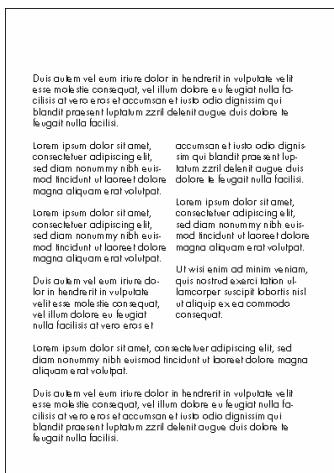 Duis autem vel eum iriure dolor in hendrerit in vulputate velit
esse molestie consequat, vel illum dolore eu feugiat nulla fa-
cilisis at vero eros et accumsan et iusto odio dignissim qui
blandit praesent luptatum zzril delenit augue duis dolore te
feugait nulla facilisi.
Lorem ipsum dolor sit amet,
consectetuer adipiscing elit,
sed diam nonummy nibh euis-
mod tincidunt ut laoreet dolore
magna aliquam erat volutpat.
Lorem ipsum dolor sit amet,
consectetuer adipiscing elit,
sed diam nonummy nibh euis-
mod tincidunt ut laoreet dolore
magna aliquam erat volutpat.
Duis autem vel eum iriure do-
lor in hendrerit in vulputate
velit esse molestie consequat,
vel illum dolore eu feugiat
nulla facilisis at vero eros et
accumsan et iusto odio dignis-
sim qui blandit praesent lup-
tatum zzril delenit augue duis
dolore te feugait nulla facilisi.
Lorem ipsum dolor sit amet,
consectetuer adipiscing elit,
sed diam nonummy nibh euis-
mod tincidunt ut laoreet dolore
magna aliquam erat volutpat.
Ut wisi enim ad minim veniam,
quis nostrud exerci tation ul-
lamcorper suscipit lobortis nisl
ut aliquip ex ea commodo
consequat.
Lorem ipsum dolor sit amet, consectetuer adipiscing elit, sed
diam nonummy nibh euismod tincidunt ut laoreet dolore magna
aliquam erat volutpat.
Duis autem vel eum iriure dolor in hendrerit in vulputate velit
esse molestie consequat, vel illum dolore eu feugiat nulla fa-
cilisis at vero eros et accumsan et iusto odio dignissim qui
blandit praesent luptatum zzril delenit augue duis dolore te
feugait nulla facilisi.